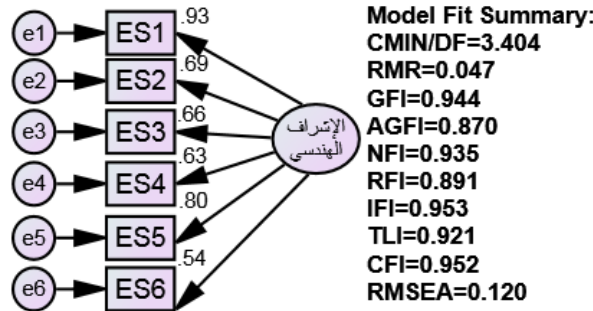 e1
ES1
.93
e2
ES2
.69
e3
ES3
.66
e4
ES4
.63
e5
ES5
.80
e6
ES6
.54
الإشراف
الهندسي
Model Fit Summary:
CMIN/DF=3.404
RMR=0.047
GFI=0.944
AGFI=0.870
NFI=0.935
RFI=0.891
IFI=0.953
TLI=0.921
CFI=0.952
RMSEA=0.120